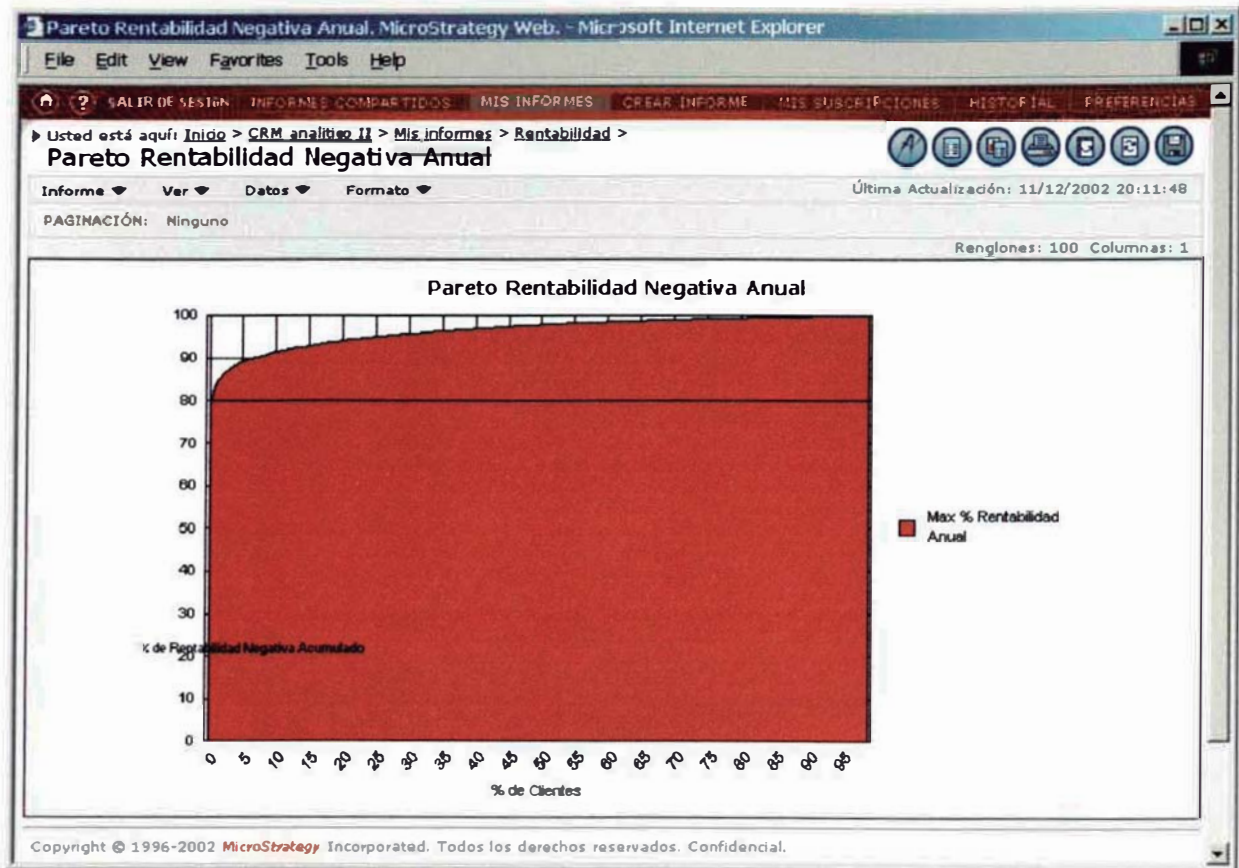 Pareto Rentabilidad Negativa Anual. MicroStrategy Web. - Microsoft Internet Explorer
File Edit View Favorites Tools Help
SALIR DE SESIÓN INFORMES COMPARTIDOS MIS INFORMES CREAR INFORME MIS SUSCRIPCIONES HISTORIAL PREFERENCIAS
Usted está aquí: Inicio > CRM analitico II > Mis informes > Rentabilidad >
Pareto Rentabilidad Negativa Anual
Informe Ver Datos Formato Última Actualización: 11/12/2002 20:11:48
PAGINACIÓN: Ninguno
Renglones: 100 Columnas: 1
Pareto Rentabilidad Negativa Anual
100
90
80
70
60
50
40
30
20
10
0
% de Rentabilidad Negativa Acumulado
Max % Rentabilidad
Anual
0 5 10 15 20 25 30 35 40 45 50 55 60 65 70 75 80 85 90 95
% de Clientes
Copyright © 1996-2002 MicroStrategy Incorporated. Todos los derechos reservados. Confidencial.